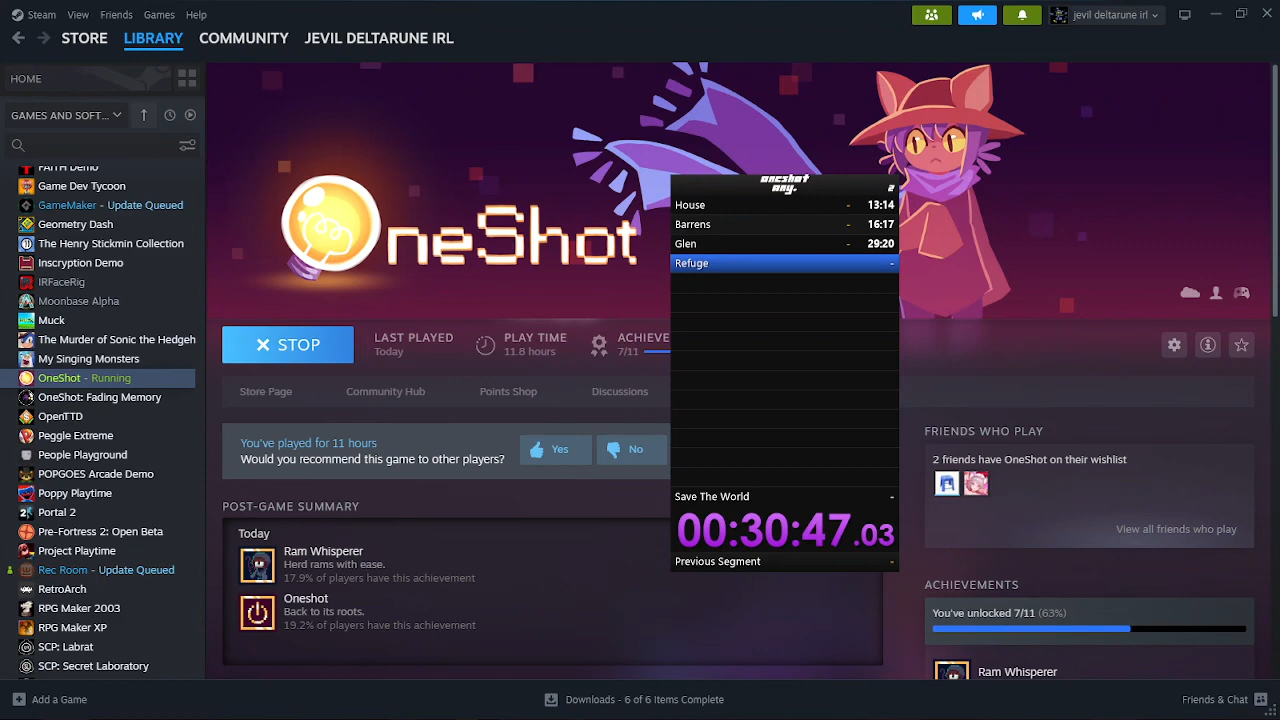 Steam View Friends Games Help
jevil deltarune irl
STORE LIBRARY COMMUNITY JEVIL DELTARUNE IRL
HOME
GAMES AND SOFT...
FAITH Demo
Game Dev Tycoon
GameMaker - Update Queued
Geometry Dash
The Henry Stickmin Collection
Inscryption Demo
IRFaceRig
Moonbase Alpha
Muck
The Murder of Sonic the Hedgeh
My Singing Monsters
OneShot - Running
OneShot: Fading Memory
OpenTTD
Peggle Extreme
People Playground
POPGOES Arcade Demo
Poppy Playtime
Portal 2
Pre-Fortress 2: Open Beta
Project Playtime
Rec Room - Update Queued
RetroArch
RPG Maker 2003
RPG Maker XP
SCP: Labrat
SCP: Secret Laboratory
OneShot
STOP
LAST PLAYED
Today
PLAY TIME
11.8 hours
ACHIEVE
7/11
Store Page Community Hub Points Shop Discussions
You've played for 11 hours
Would you recommend this game to other players?
Yes No
POST-GAME SUMMARY
Today
Ram Whisperer
Herd rams with ease.
17.9% of players have this achievement
Oneshot
Back to its roots.
19.2% of players have this achievement
oneshot
any.
2
House - 13:14
Barrens - 16:17
Glen - 29:20
Refuge -
Save The World -
00:30:47.03
Previous Segment -
FRIENDS WHO PLAY
2 friends have OneShot on their wishlist
View all friends who play
ACHIEVEMENTS
You've unlocked 7/11 (63%)
Ram Whisperer
Add a Game
Downloads - 6 of 6 Items Complete
Friends & Chat